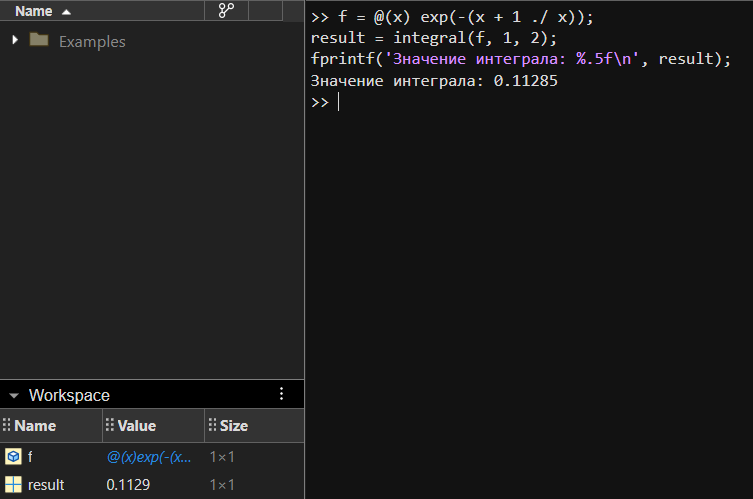 Name
Examples
>> f = @(x) exp(-(x + 1 ./ x));
result = integral(f, 1, 2);
fprintf('Значение интеграла: %.5f\n', result);
Значение интеграла: 0.11285
>>
Workspace
Name Value Size
f @(x)exp(-(x... 1×1
result 0.1129 1×1